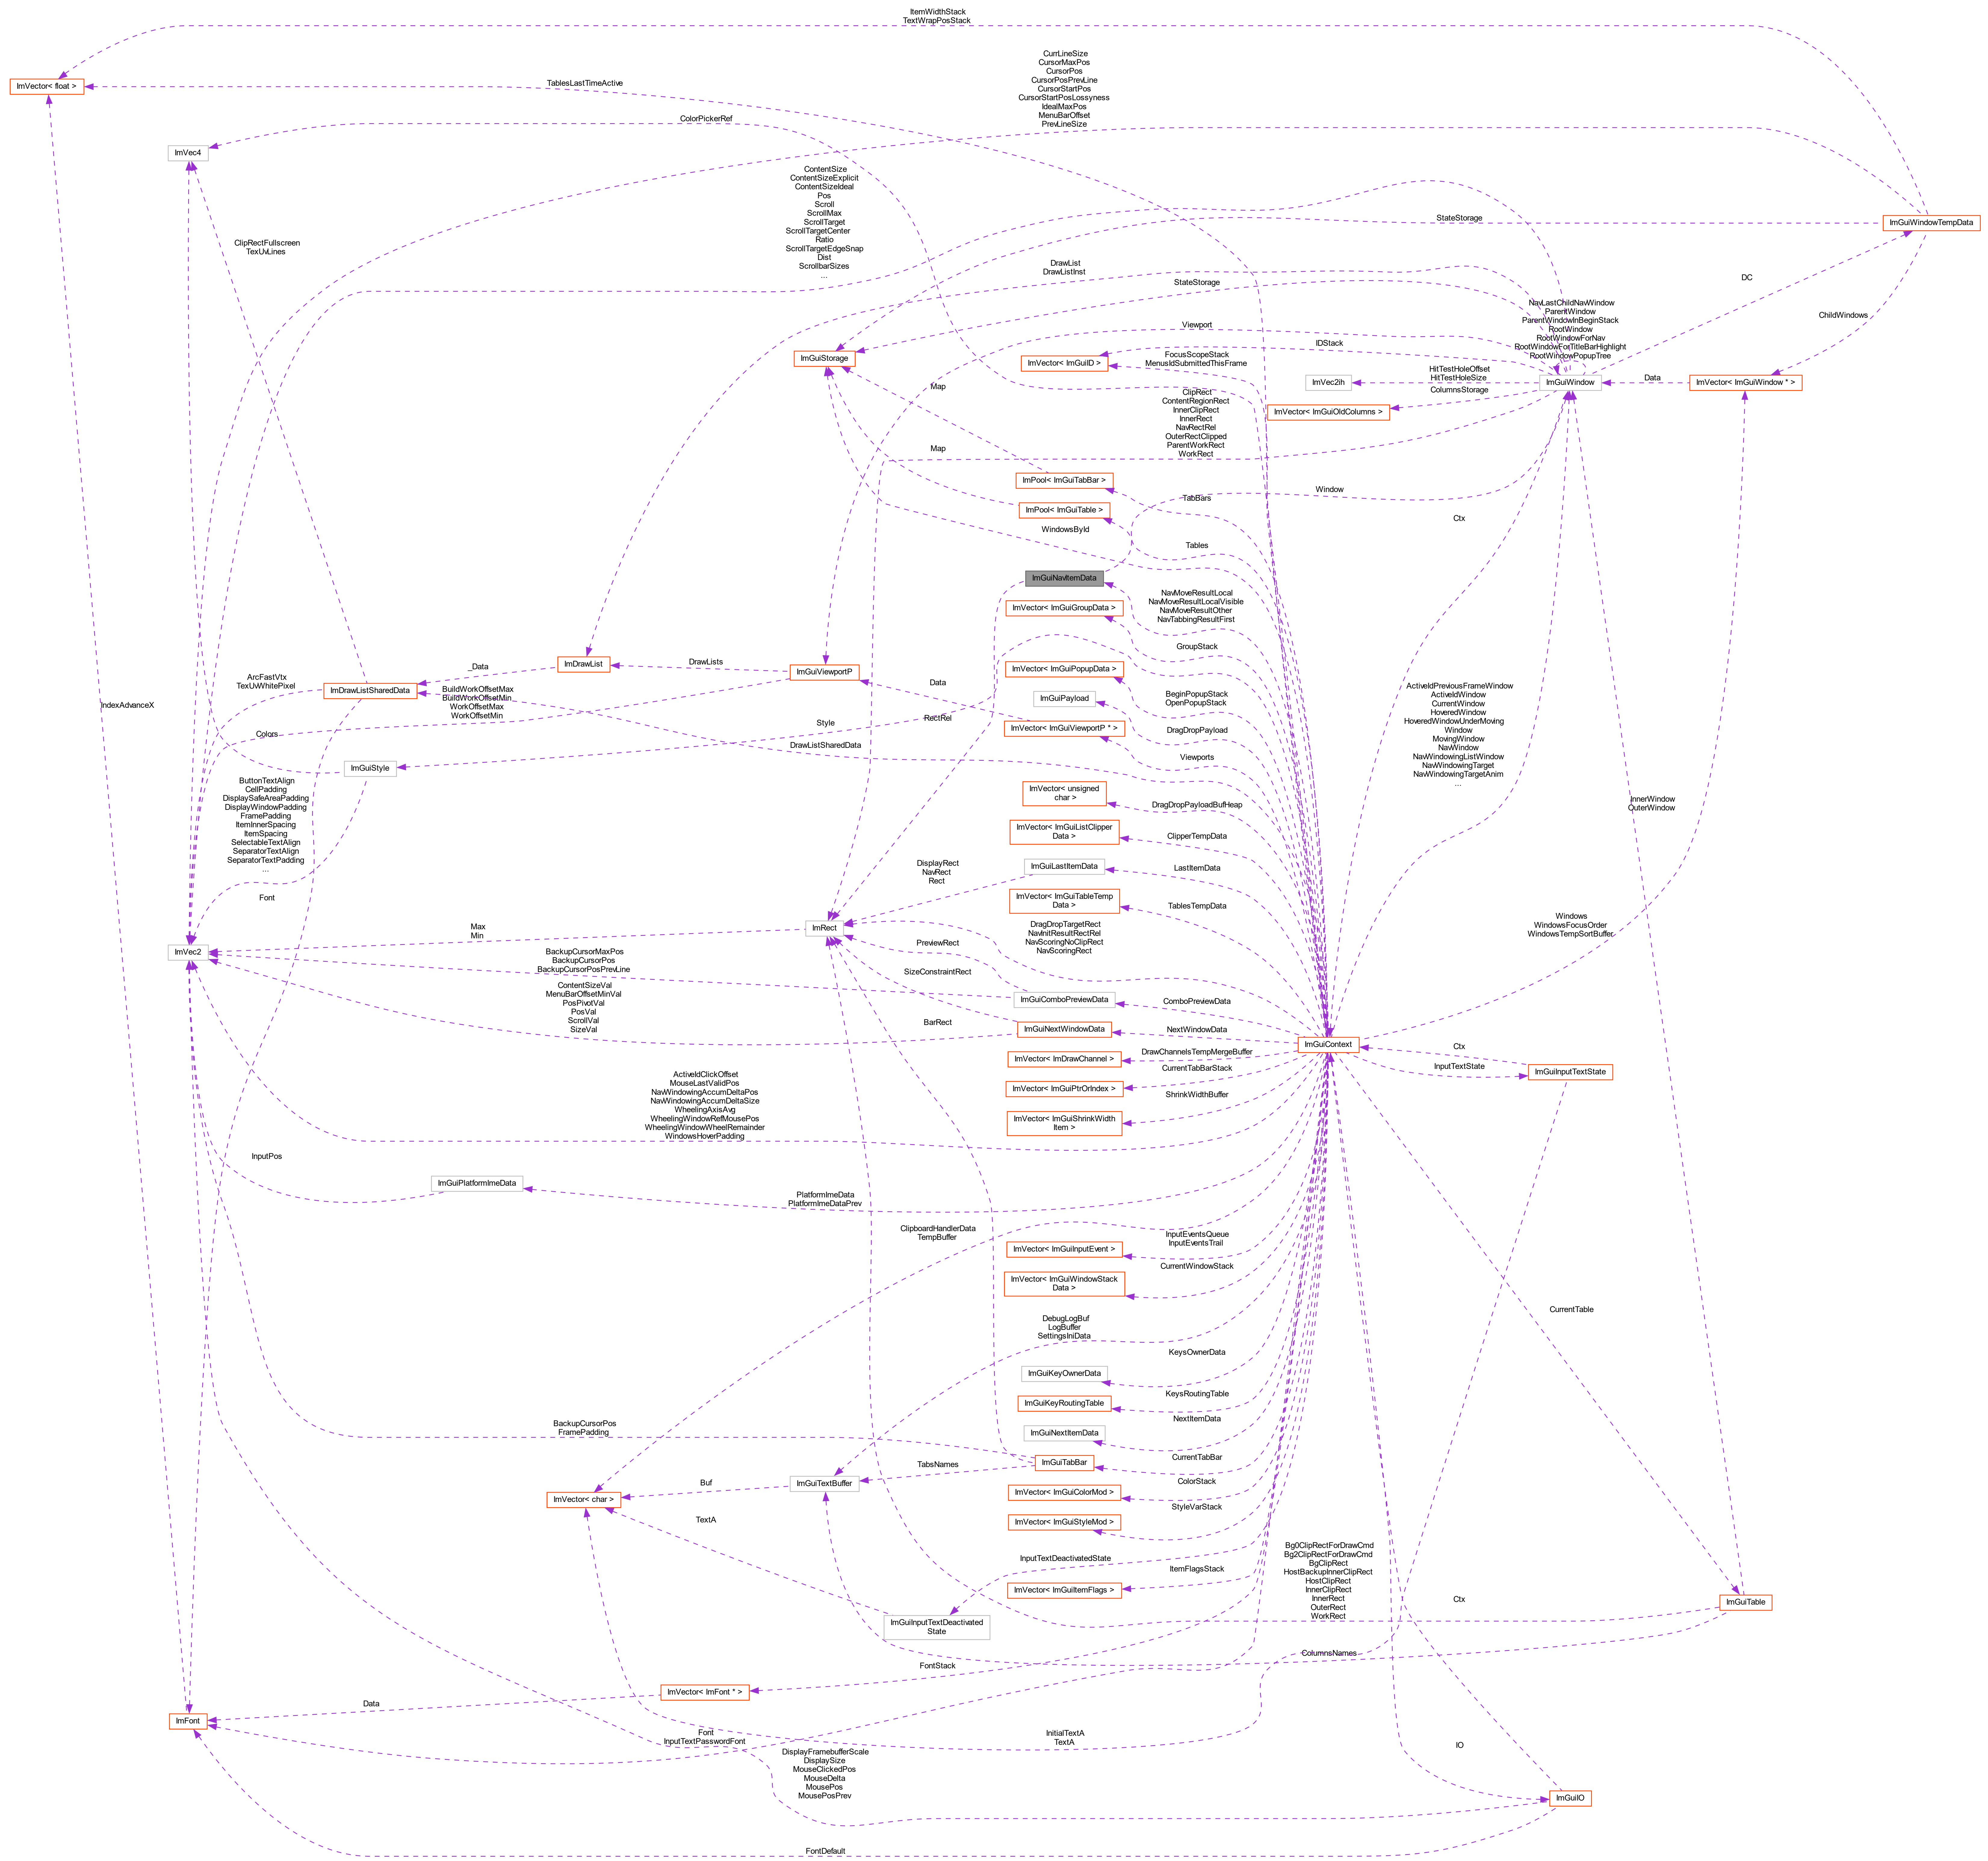 ItemWidthStack
TextWrapPosStack
CurrLineSize
CursorMaxPos
CursorPos
CursorPosPrevLine
CursorStartPos
CursorStartPosLossyness
IdealMaxPos
MenuBarOffset
PrevLineSize
ImVector< float >
TablesLastTimeActive
ColorPickerRef
ImVec4
ContentSize
ContentSizeExplicit
ContentSizeIdeal
Pos
Scroll
ScrollMax
ScrollTarget
ScrollTargetCenter
Ratio
ScrollTargetEdgeSnap
Dist
ScrollbarSizes
...
StateStorage
ImGuiWindowTempData
ClipRectFullscreen
TexUvLines
DrawList
DrawListInst
StateStorage
DC
ChildWindows
NavLastChildNavWindow
ParentWindow
ParentWindowInBeginStack
RootWindow
RootWindowForNav
RootWindowForTitleBarHighlight
RootWindowPopupTree
Viewport
IDStack
ImGuiStorage
ImVector< ImGuiID >
FocusScopeStack
MenusIdSubmittedThisFrame
HitTestHoleOffset
HitTestHoleSize
ImVec2ih
ImGuiWindow
Data
ImVector< ImGuiWindow * >
Map
ColumnsStorage
ImVector< ImGuiOldColumns >
ClipRect
ContentRegionRect
InnerClipRect
InnerRect
NavRectRel
OuterRectClipped
ParentWorkRect
WorkRect
Map
ImPool< ImGuiTabBar >
Window
TabBars
ImPool< ImGuiTable >
WindowsById
Tables
Ctx
ImGuiNavItemData
NavMoveResultLocal
NavMoveResultLocalVisible
NavMoveResultOther
NavTabbingResultFirst
ImVector< ImGuiGroupData >
GroupStack
_Data
DrawLists
ImDrawList
ImGuiViewportP
ImVector< ImGuiPopupData >
ArcFastVtx
TexUvWhitePixel
ImDrawListSharedData
BuildWorkOffsetMax
BuildWorkOffsetMin
WorkOffsetMax
WorkOffsetMin
Data
ImGuiPayload
BeginPopupStack
OpenPopupStack
ActiveIdPreviousFrameWindow
ActiveIdWindow
CurrentWindow
HoveredWindow
HoveredWindowUnderMoving
Window
MovingWindow
NavWindow
NavWindowingListWindow
NavWindowingTarget
NavWindowingTargetAnim
...
IndexAdvanceX
Colors
Style
RectRel
ImVector< ImGuiViewportP * >
DragDropPayload
DrawListSharedData
Viewports
ImGuiStyle
ButtonTextAlign
CellPadding
DisplaySafeAreaPadding
DisplayWindowPadding
FramePadding
ItemInnerSpacing
ItemSpacing
SelectableTextAlign
SeparatorTextAlign
SeparatorTextPadding
...
ImVector< unsigned
char >
DragDropPayloadBufHeap
InnerWindow
OuterWindow
ImVector< ImGuiListClipper
Data >
ClipperTempData
DisplayRect
NavRect
Rect
ImGuiLastItemData
LastItemData
Font
ImVector< ImGuiTableTemp
Data >
TablesTempData
Max
Min
ImRect
DragDropTargetRect
NavInitResultRectRel
NavScoringNoClipRect
NavScoringRect
Windows
WindowsFocusOrder
WindowsTempSortBuffer
ImVec2
PreviewRect
BackupCursorMaxPos
BackupCursorPos
BackupCursorPosPrevLine
SizeConstraintRect
ContentSizeVal
MenuBarOffsetMinVal
PosPivotVal
PosVal
ScrollVal
SizeVal
ImGuiComboPreviewData
ComboPreviewData
BarRect
ImGuiNextWindowData
NextWindowData
ImGuiContext
Ctx
ImVector< ImDrawChannel >
DrawChannelsTempMergeBuffer
InputTextState
ImGuiInputTextState
ActiveIdClickOffset
MouseLastValidPos
NavWindowingAccumDeltaPos
NavWindowingAccumDeltaSize
WheelingAxisAvg
WheelingWindowRefMousePos
WheelingWindowWheelRemainder
WindowsHoverPadding
ImVector< ImGuiPtrOrIndex >
CurrentTabBarStack
ImVector< ImGuiShrinkWidth
Item >
ShrinkWidthBuffer
InputPos
ImGuiPlatformImeData
PlatformImeData
PlatformImeDataPrev
ClipboardHandlerData
TempBuffer
ImVector< ImGuiInputEvent >
InputEventsQueue
InputEventsTrail
ImVector< ImGuiWindowStack
Data >
CurrentWindowStack
DebugLogBuf
LogBuffer
SettingsIniData
CurrentTable
ImGuiKeyOwnerData
KeysOwnerData
ImGuiKeyRoutingTable
KeysRoutingTable
BackupCursorPos
FramePadding
ImGuiNextItemData
NextItemData
TabsNames
ImGuiTabBar
CurrentTabBar
Buf
ImGuiTextBuffer
ImVector< ImGuiColorMod >
ColorStack
ImVector< char >
TextA
ImVector< ImGuiStyleMod >
StyleVarStack
InputTextDeactivatedState
ItemFlagsStack
Bg0ClipRectForDrawCmd
Bg2ClipRectForDrawCmd
BgClipRect
HostBackupInnerClipRect
HostClipRect
InnerClipRect
InnerRect
OuterRect
WorkRect
ImVector< ImGuiItemFlags >
Ctx
ImGuiTable
ImGuiInputTextDeactivated
State
ColumnsNames
FontStack
ImVector< ImFont * >
Data
ImFont
Font
InputTextPasswordFont
InitialTextA
TextA
IO
DisplayFramebufferScale
DisplaySize
MouseClickedPos
MouseDelta
MousePos
MousePosPrev
ImGuiIO
FontDefault